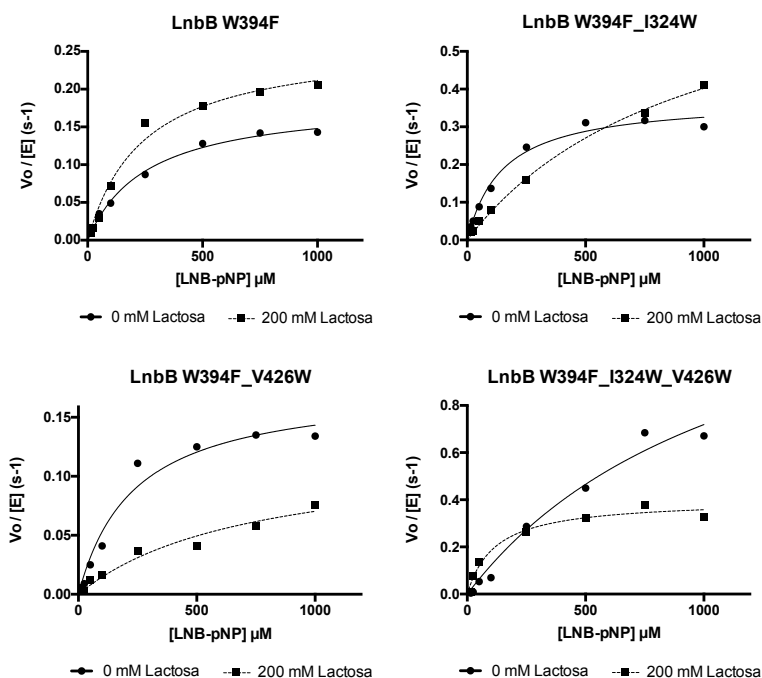 LnbB W394F
0.25
0.20
0.15
0.10
0.05
0.00
Vo / [E] (s-1)
0
500
1000
[LNB-pNP] µM
0 mM Lactosa
200 mM Lactosa
LnbB W394F_I324W
0.5
0.4
0.3
0.2
0.1
0.0
Vo / [E] (s-1)
0
500
1000
[LNB-pNP] µM
0 mM Lactosa
200 mM Lactosa
LnbB W394F_V426W
0.15
0.10
0.05
0.00
Vo / [E] (s-1)
0
500
1000
[LNB-pNP] µM
0 mM Lactosa
200 mM Lactosa
LnbB W394F_I324W_V426W
0.8
0.6
0.4
0.2
0.0
Vo / [E] (s-1)
0
500
1000
[LNB-pNP] µM
0 mM Lactosa
200 mM Lactosa